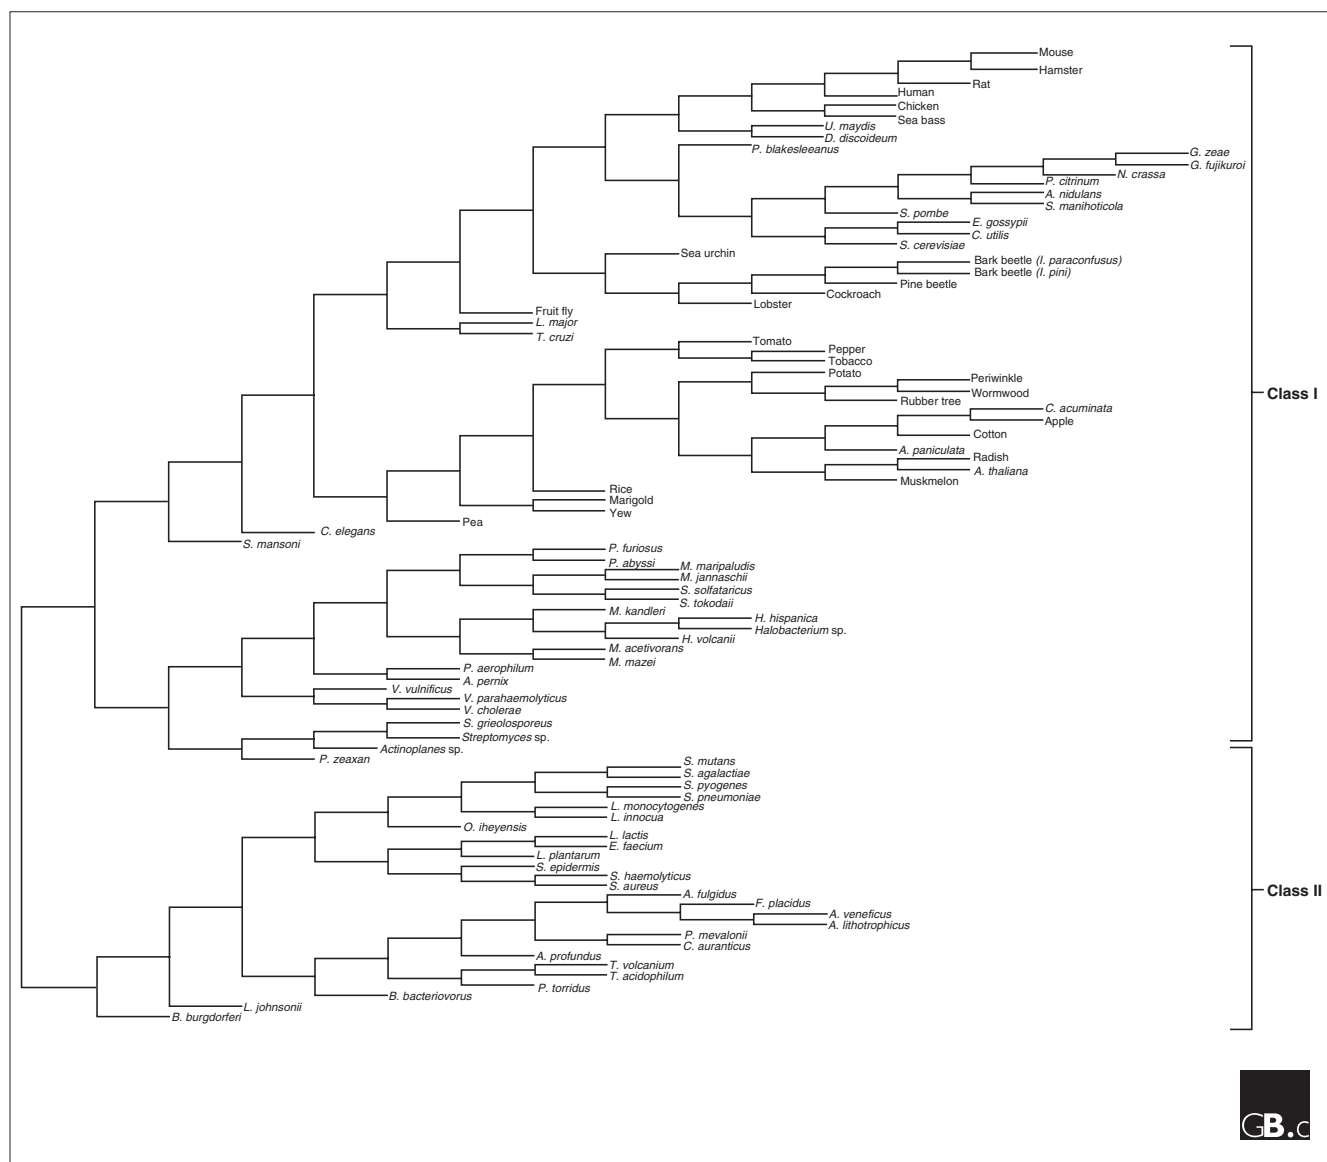 Mouse
Hamster
Rat
Human
Chicken
Sea bass
U. maydis
D. discoideum
P. blakesleeanus
G. zeae
G. fujikuroi
N. crassa
P. citrinum
A. nidulans
S. manihoticola
S. pombe
E. gossypii
C. utilis
S. cerevisiae
Sea urchin
Bark beetle (I. paraconfusus)
Bark beetle (I. pini)
Pine beetle
Cockroach
Lobster
Fruit fly
L. major
T. cruzi
Tomato
Pepper
Tobacco
Potato
Periwinkle
Wormwood
Rubber tree
C. acuminata
Apple
Cotton
A. paniculata
Radish
A. thaliana
Muskmelon
Rice
Marigold
Yew
Pea
C. elegans
S. mansoni
P. furiosus
P. abyssi
M. maripaludis
M. jannaschii
S. solfataricus
S. tokodaii
M. kandleri
H. hispanica
Halobacterium sp.
H. volcanii
M. acetivorans
M. mazei
P. aerophilum
A. pernix
V. vulnificus
V. parahaemolyticus
V. cholerae
S. grieolosporeus
Streptomyces sp.
Actinoplanes sp.
P. zeaxan
Class I
S. mutans
S. agalactiae
S. pyogenes
S. pneumoniae
L. monocytogenes
L. innocua
O. iheyensis
L. lactis
E. faecium
L. plantarum
S. epidermis
S. haemolyticus
S. aureus
A. fulgidus
F. placidus
A. veneficus
A. lithotrophicus
P. mevalonii
C. auranticus
A. profundus
T. volcanium
T. acidophilum
P. torridus
B. bacteriovorus
L. johnsonii
B. burgdorferi
Class II
GB.c